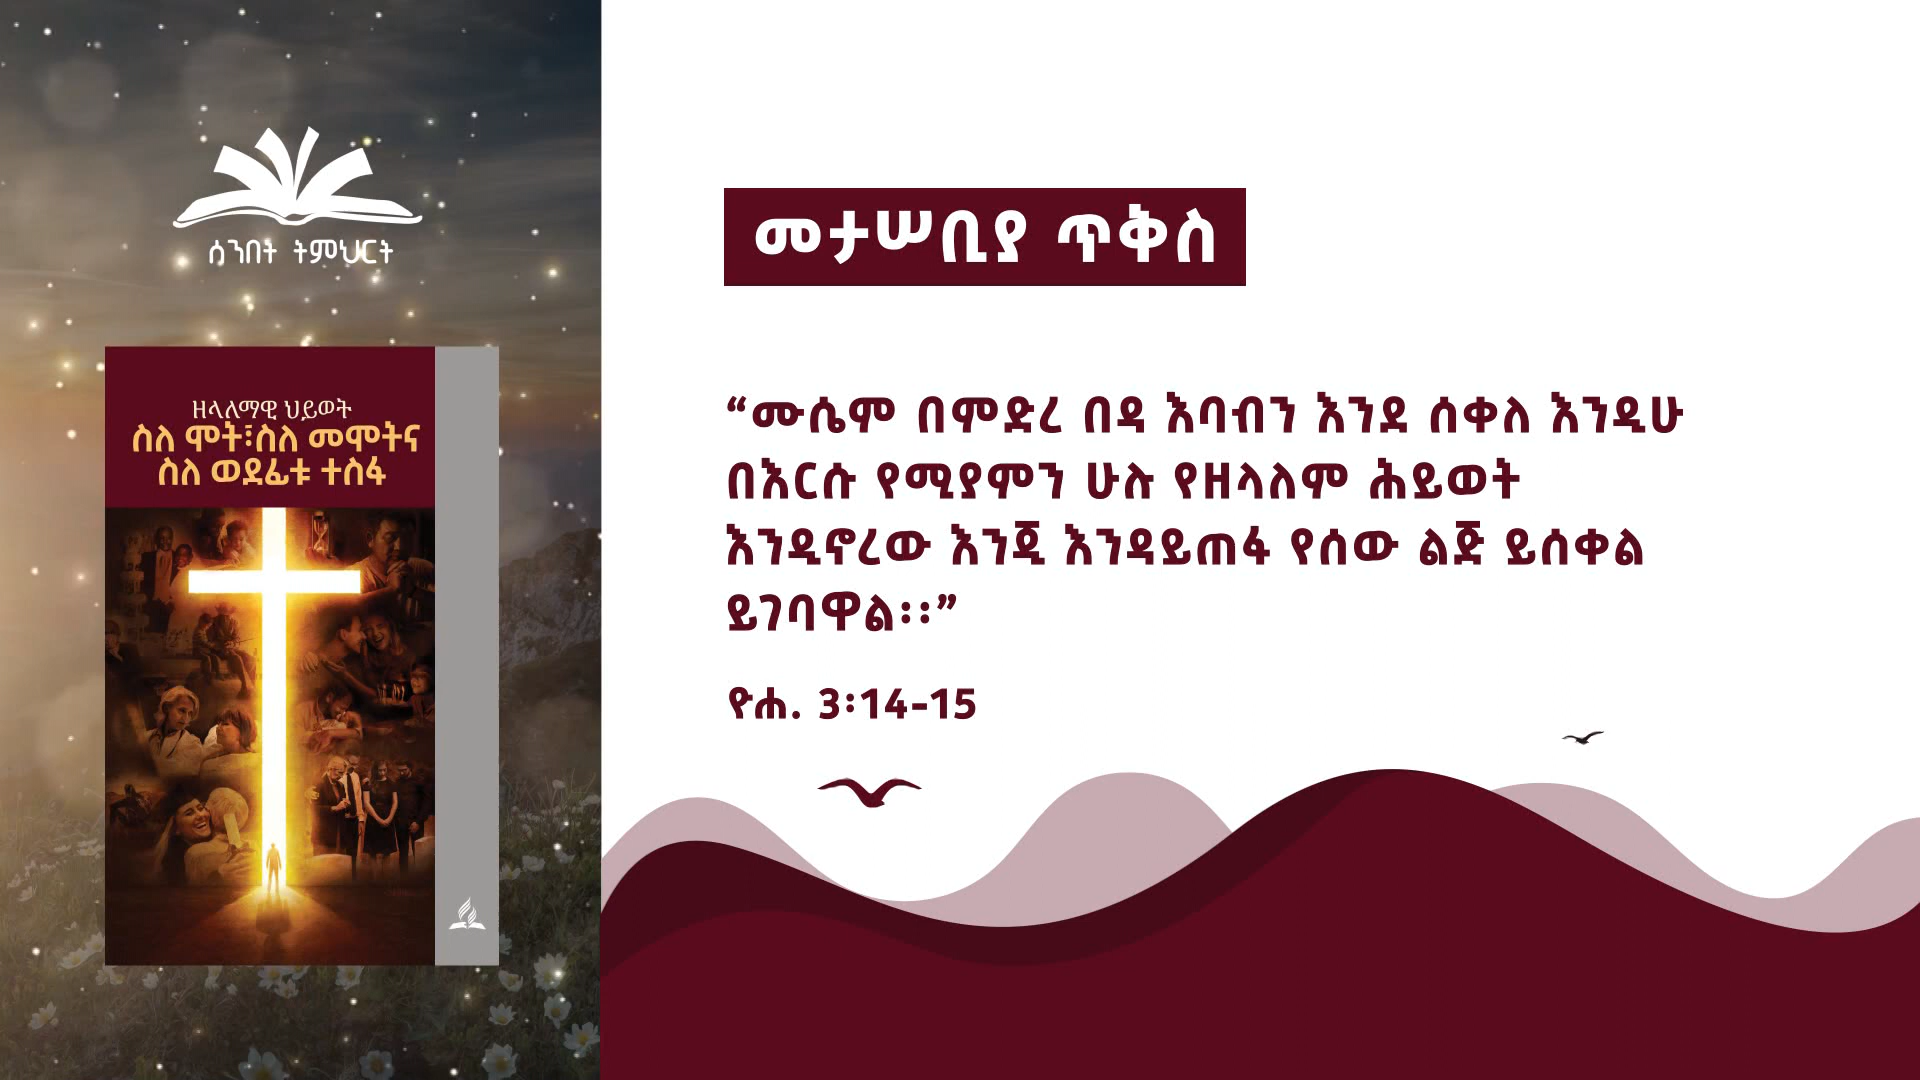 ሰንበት ትምህርት
ዘላለማዊ ህይወት
ስለ ሞት፣ስለ መሞትና
ስለ ወደፊቱ ተስፋ
መታሠቢያ ጥቅስ
“ሙሴም በምድረ በዳ እባብን እንደ ሰቀለ እንዲሁ
በእርሱ የሚያምን ሁሉ የዘላለም ሕይወት
እንዲኖረው እንጂ እንዳይጠፋ የሰው ልጅ ይሰቀል
ይገባዋል፡፡”
ዮሐ. 3፡14-15